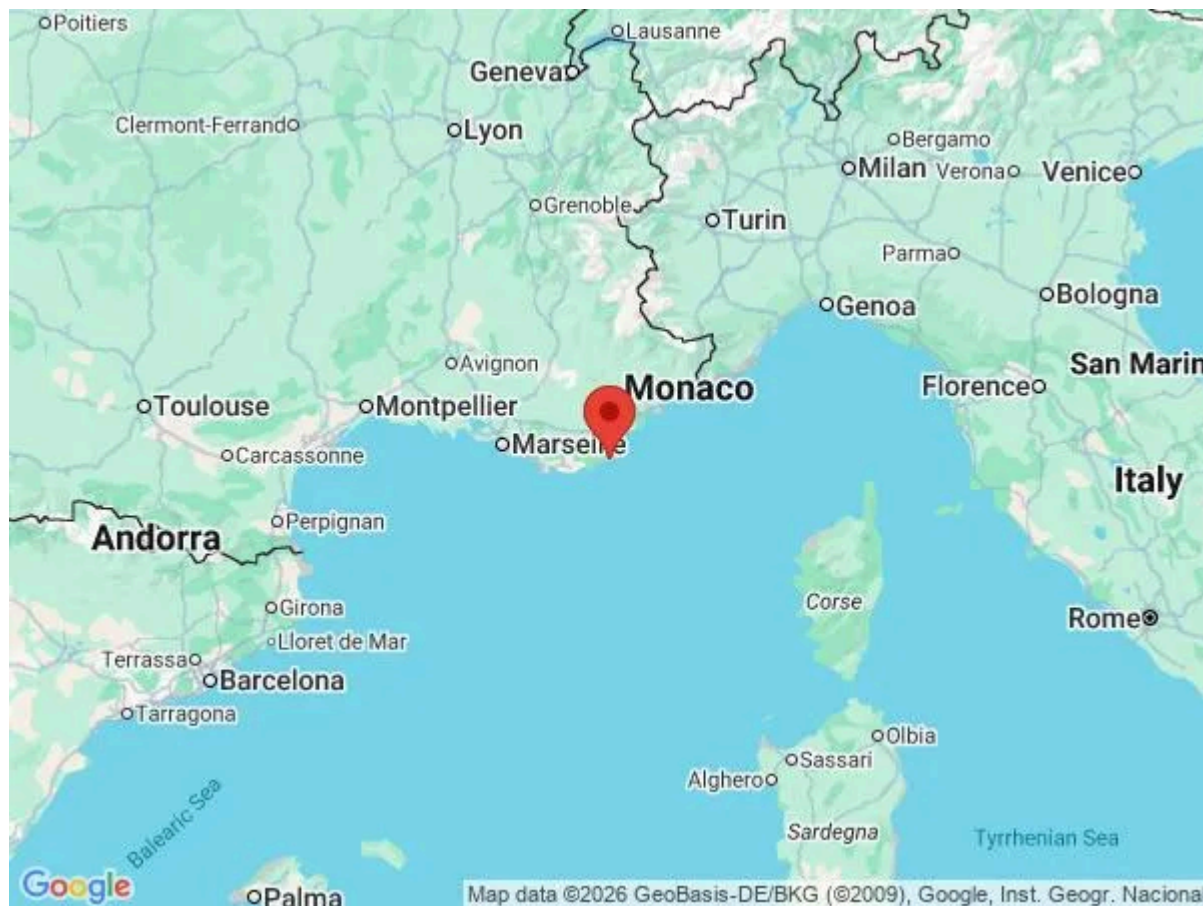 Poitiers
Lausanne
Geneva
Clermont-Ferrand
Lyon
Bergamo
Milan
Verona
Venice
Grenoble
Turin
Parma
Genoa
Bologna
Avignon
San Marin
Monaco
Florence
Toulouse
Montpellier
Marseille
Carcassonne
Italy
Perpignan
Andorra
Corse
Girona
Rome
Lloret de Mar
Terrassa
Barcelona
Tarragona
Olbia
Sassari
Alghero
Balearic Sea
Sardegna
Tyrrhenian Sea
Google
Palma
Map data ©2026 GeoBasis-DE/BKG (©2009), Google, Inst. Geogr. Nacional